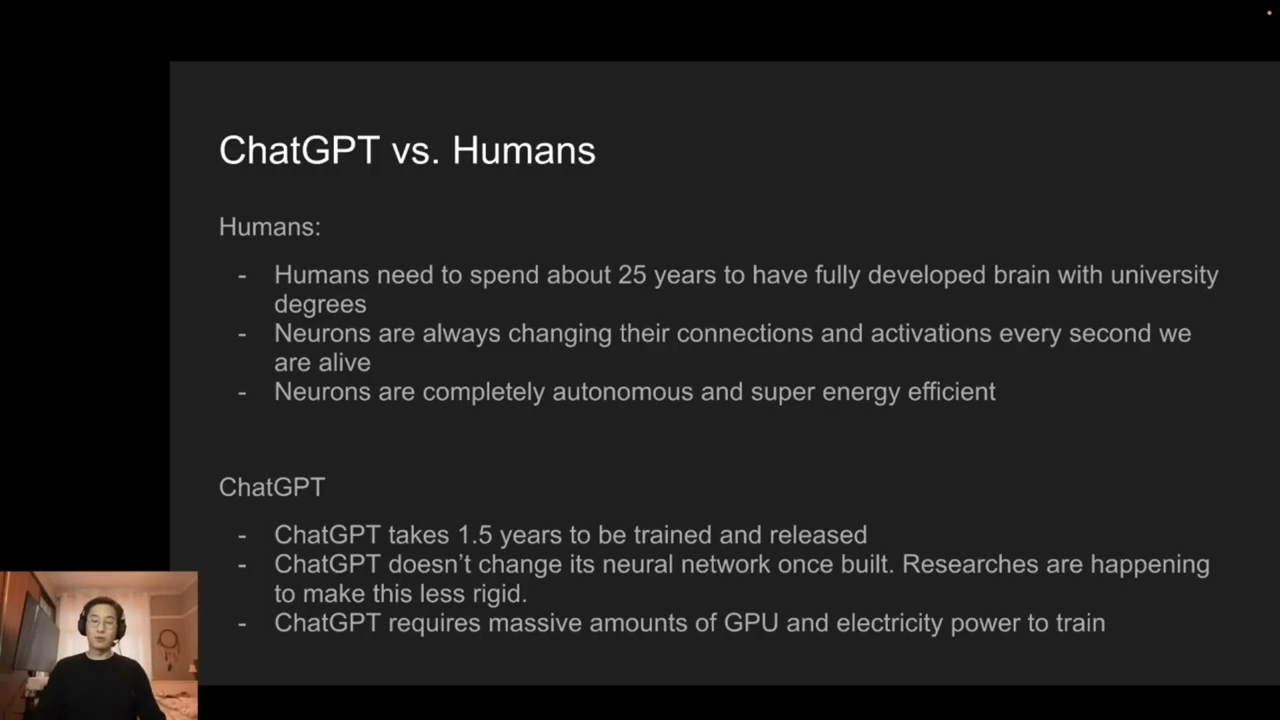 ChatGPT vs. Humans
Humans:
- Humans need to spend about 25 years to have fully developed brain with university
degrees
- Neurons are always changing their connections and activations every second we
are alive
- Neurons are completely autonomous and super energy efficient
ChatGPT
- ChatGPT takes 1.5 years to be trained and released
- ChatGPT doesn’t change its neural network once built. Researches are happening
to make this less rigid.
- ChatGPT requires massive amounts of GPU and electricity power to train